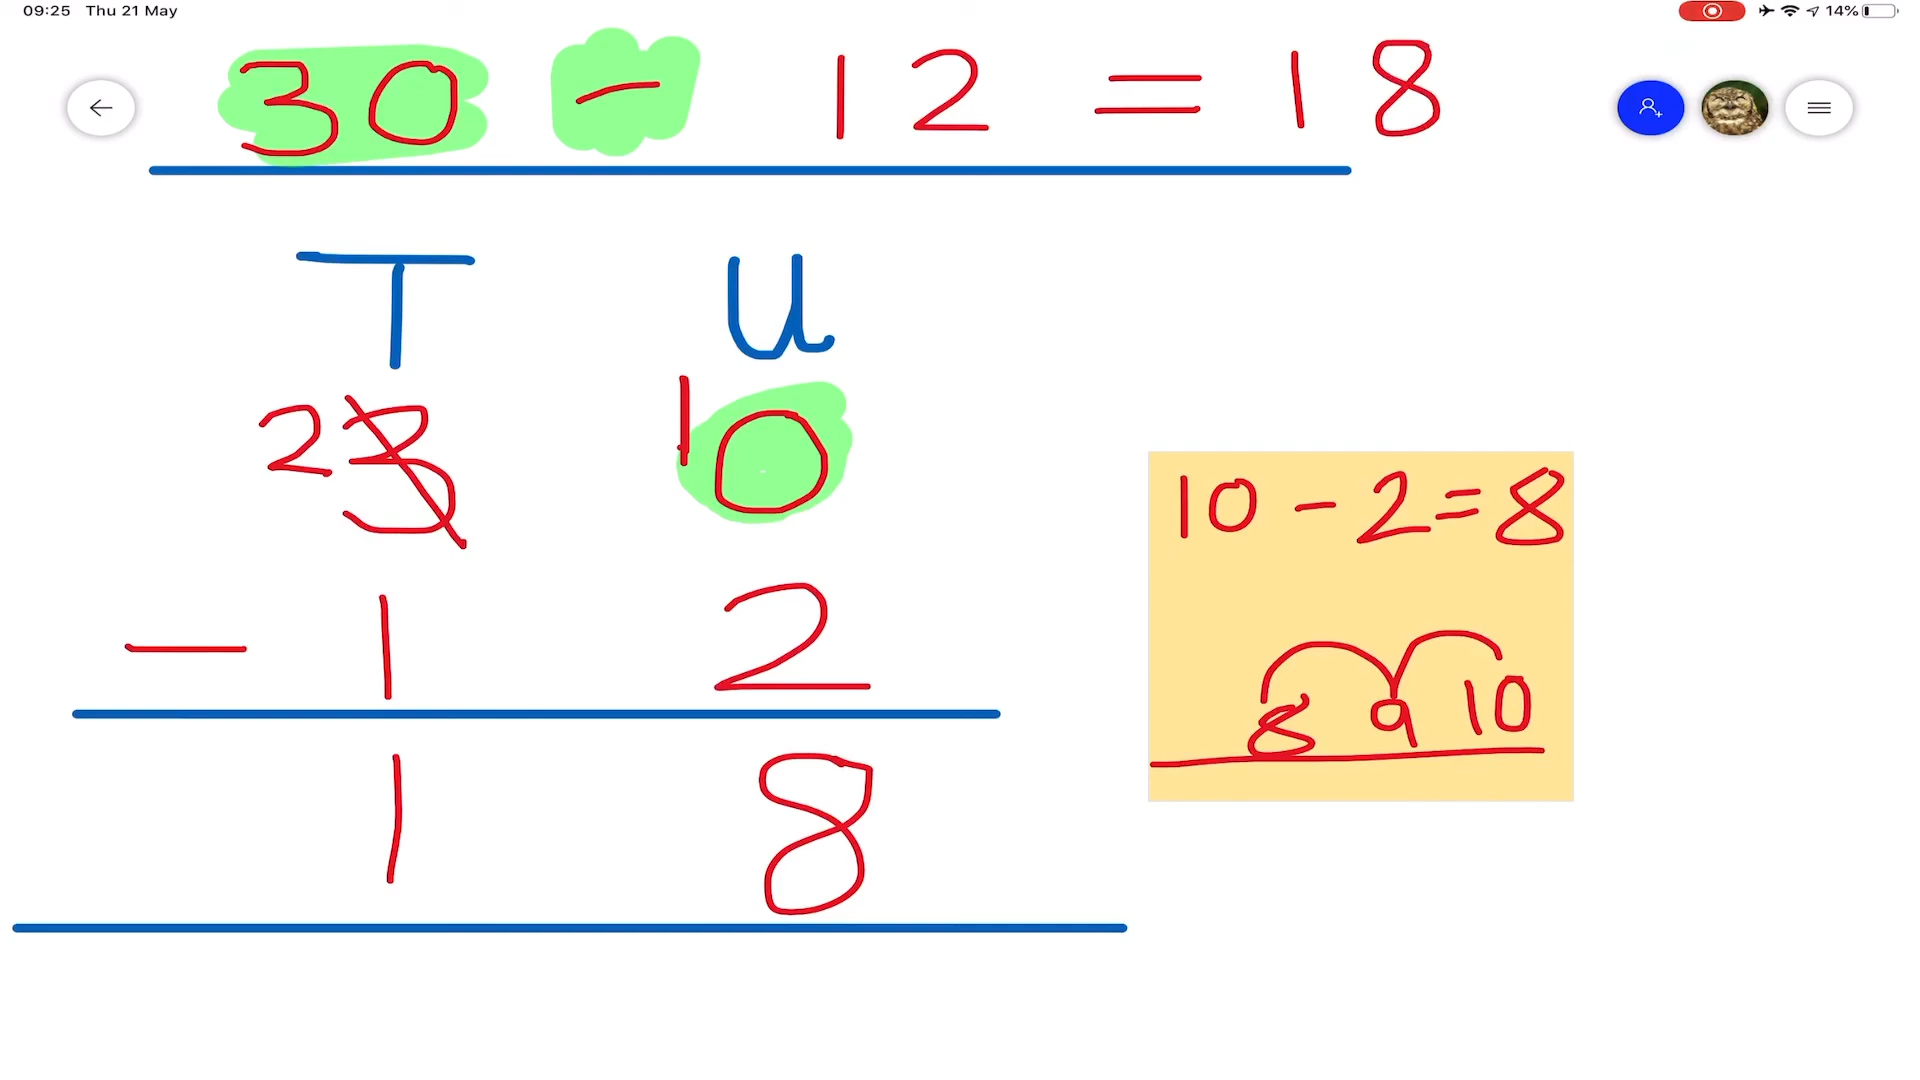 09:25 Thu 21 May
14%
30 - 12 = 18
T U
2 3 1 0
- 1 2
1 8
10 - 2 = 8
8 9 10